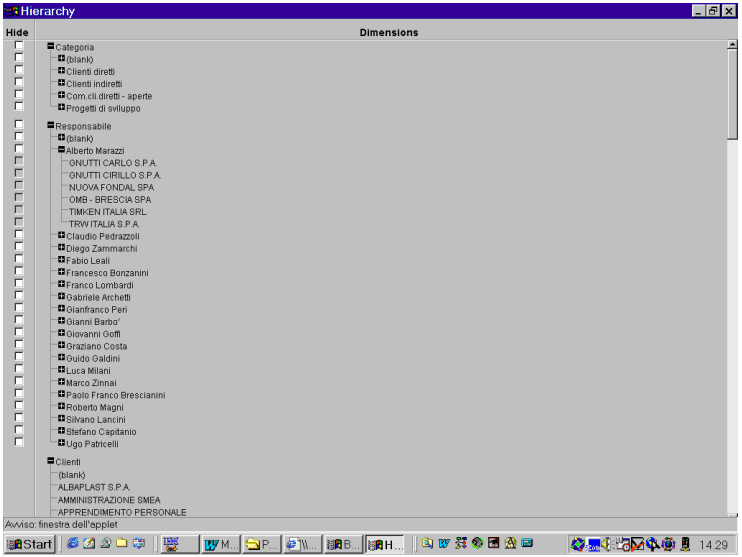 Hierarchy
Hide
Dimensions
Categoria
(blank)
Clienti diretti
Clienti indiretti
Com.cli.diretti - aperte
Progetti di sviluppo
Responsabile
(blank)
Alberto Marazzi
GNUTTI CARLO S.P.A.
GNUTTI CIRILLO S.P.A.
NUOVA FONDAL SPA
OMB - BRESCIA SPA
TIMKEN ITALIA SRL
TRW ITALIA S.P.A.
Claudio Pedrazzoli
Diego Zammarchi
Fabio Leali
Francesco Bonzanini
Franco Lombardi
Gabriele Archetti
Gianfranco Peri
Gianni Barbo'
Giovanni Goffi
Graziano Costa
Guido Galdini
Luca Milani
Marco Zinnai
Paolo Franco Brescianini
Roberto Magni
Silvano Lancini
Stefano Capitanio
Ugo Patricelli
Clienti
(blank)
ALBAPLAST S.P.A.
AMMINISTRAZIONE SMEA
APPRENDIMENTO PERSONALE
Avviso: finestra dell'applet
Start
M...
P...
\\...
B...
H...
14.29